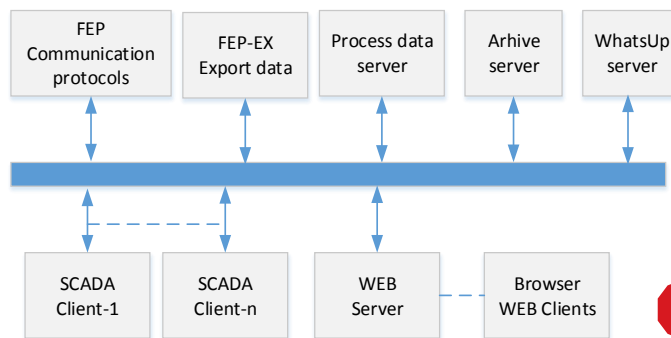 FEP
Communication
protocols
FEP-EX
Export data
Process data
server
Arhive
server
WhatsUp
server
SCADA
Client-1
SCADA
Client-n
WEB
Server
Browser
WEB Clients